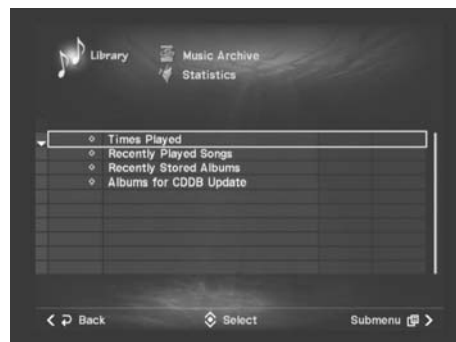 Library
Music Archive
Statistics
Times Played
Recently Played Songs
Recently Stored Albums
Albums for CDDB Update
Back
Select
Submenu